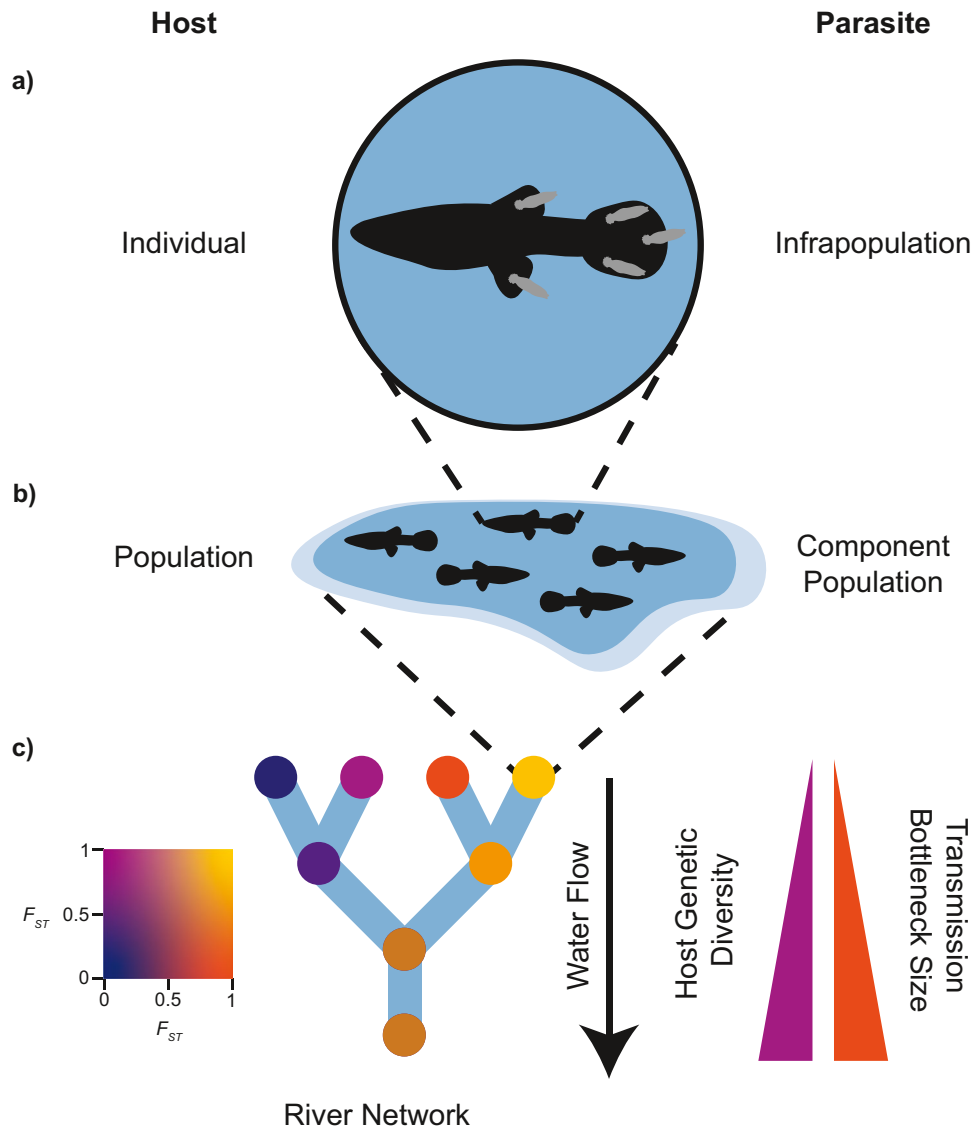 Host
Parasite
a)
Individual
Infrapopulation
b)
Population
Component
Population
c)
1
F_ST 0.5
0
0 0.5 1
F_ST
Water Flow
Host Genetic
Diversity
Transmission
Bottleneck Size
River Network